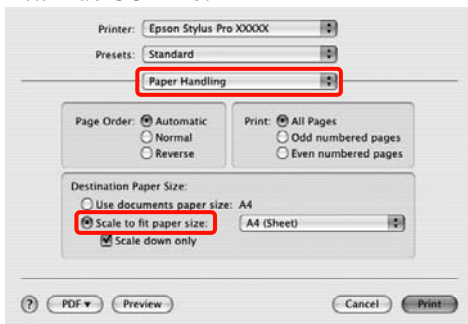 Printer: Epson Stylus Pro XXXXX
Presets: Standard
Paper Handling
Page Order: Automatic Print: All Pages
Normal Odd numbered pages
Reverse Even numbered pages
Destination Paper Size:
Use documents paper size: A4
Scale to fit paper size: A4 (Sheet)
Scale down only
? PDF Preview Cancel Print